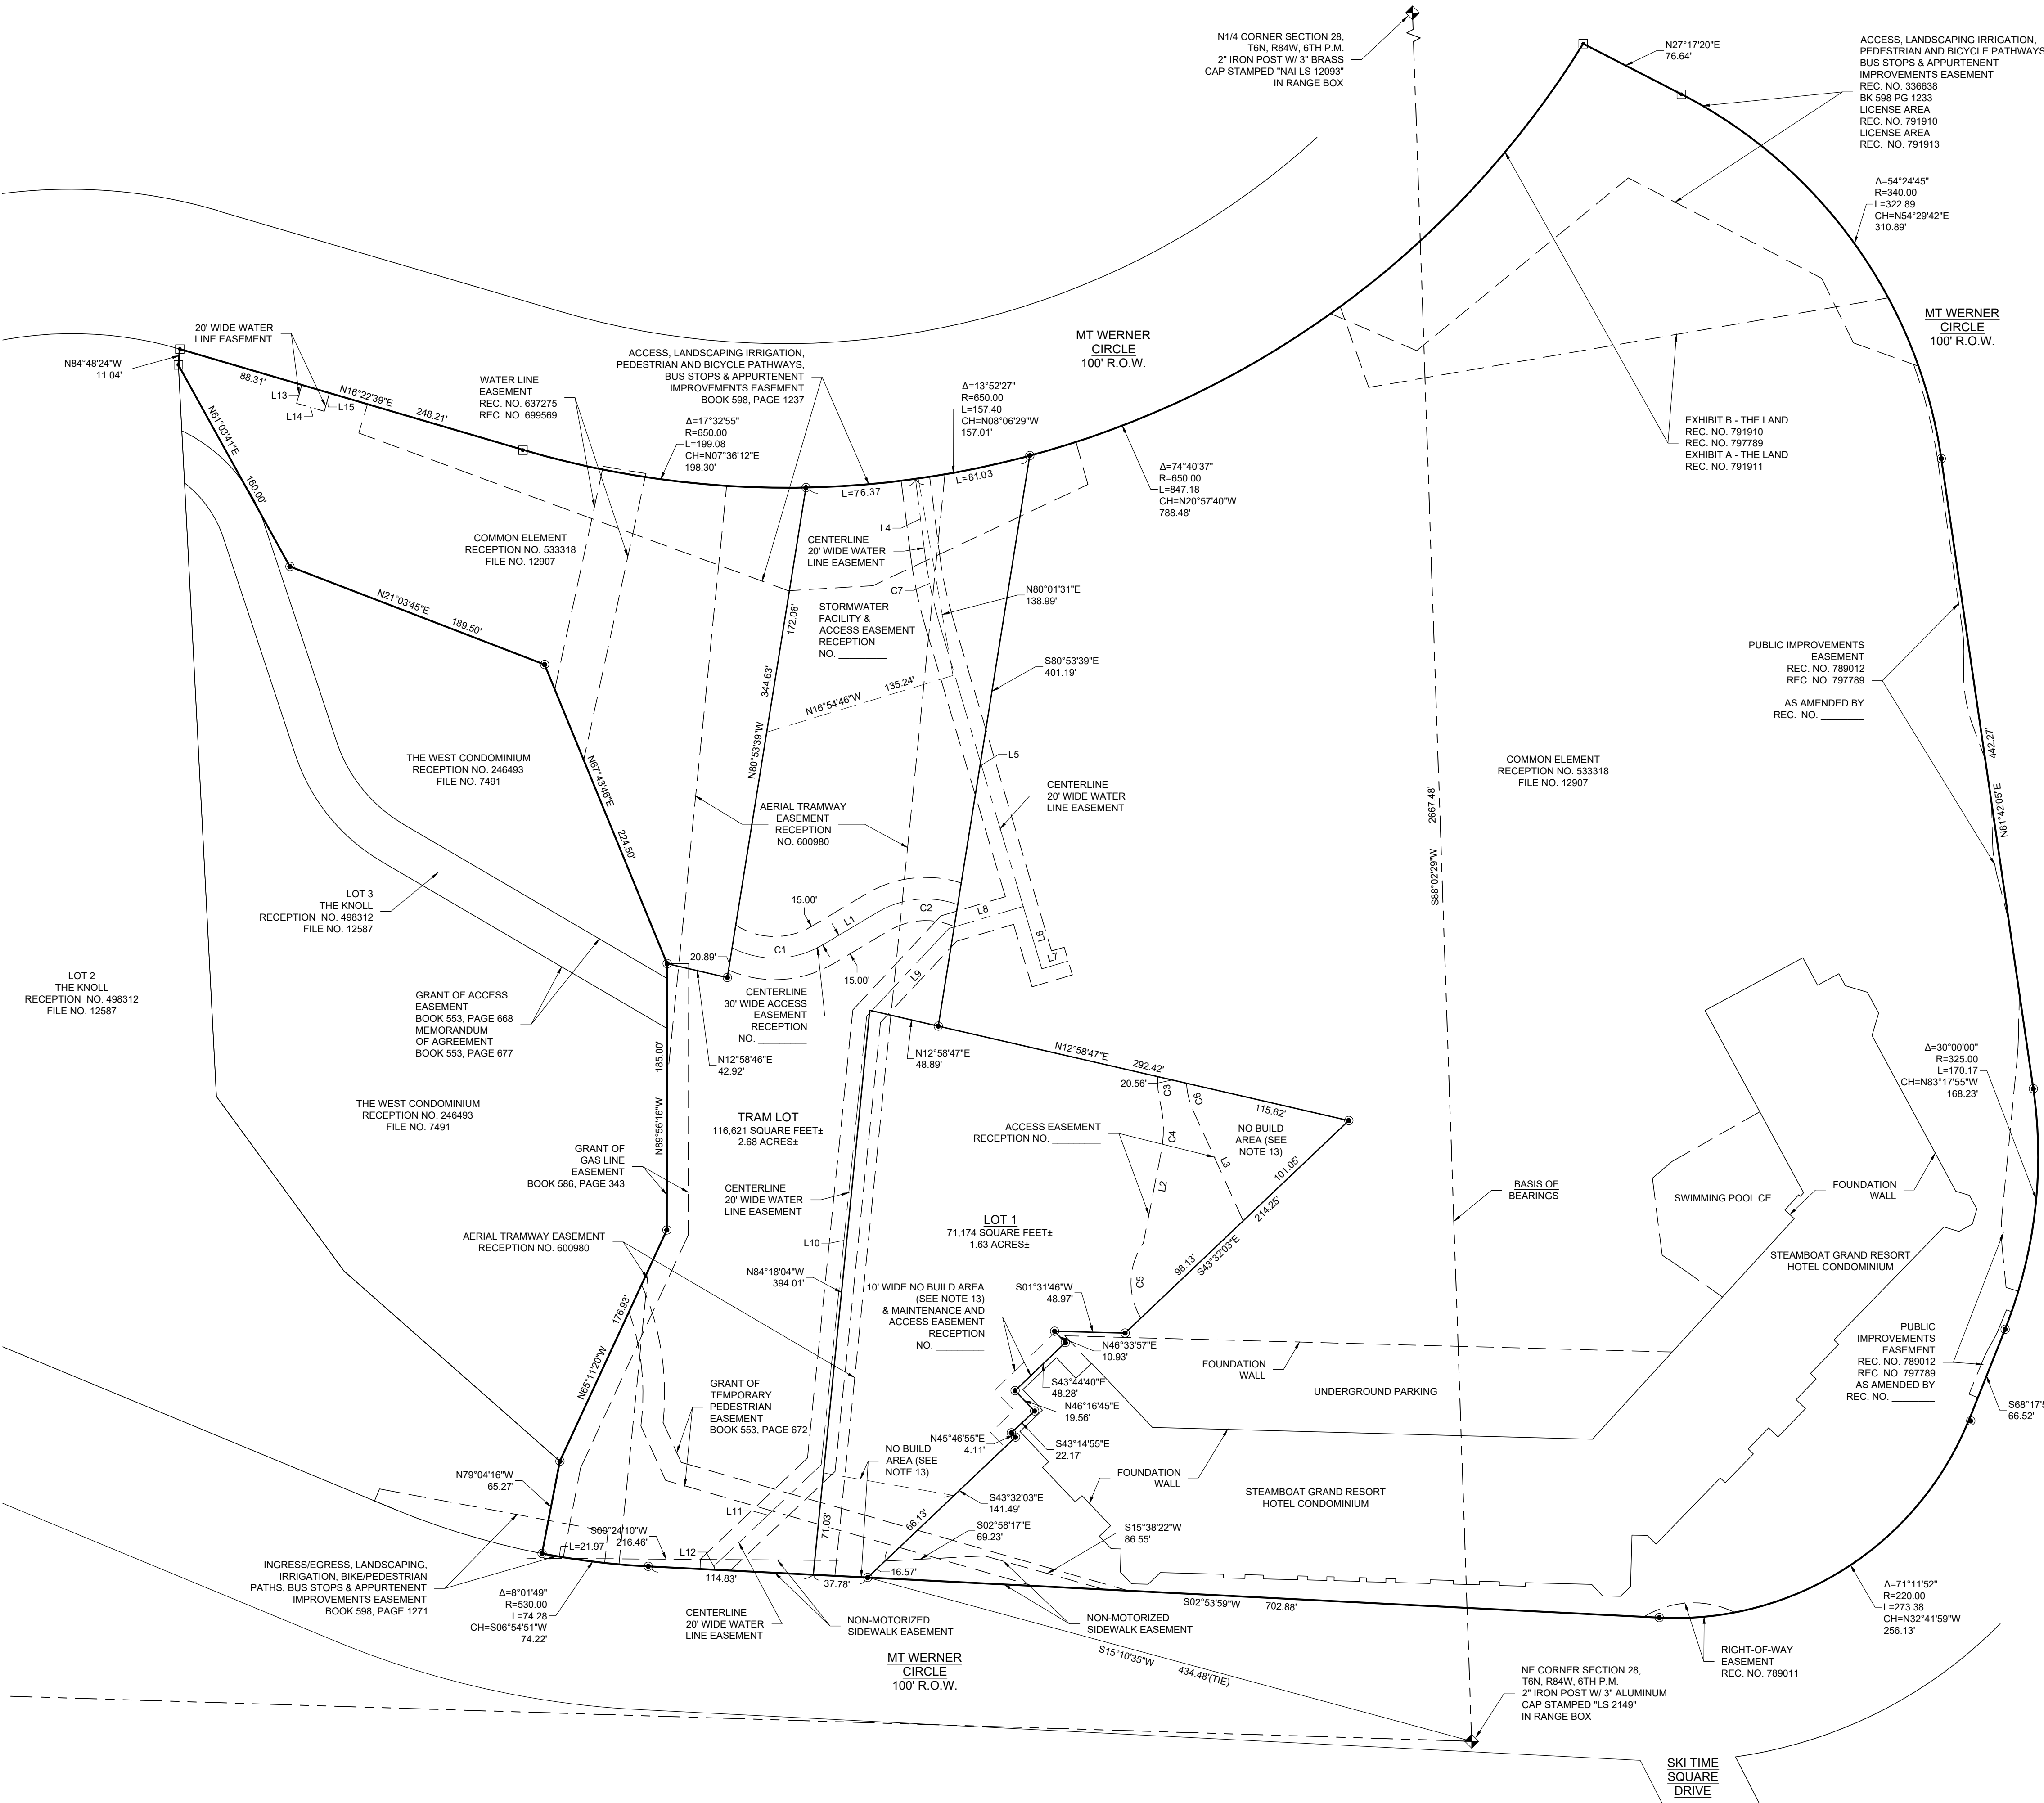 N1/4 CORNER SECTION 28,
T6N, R84W, 6TH P.M.
2" IRON POST W/ 3" BRASS
CAP STAMPED "NAI LS 12093"
IN RANGE BOX
N27°17'20"E
76.64'
ACCESS, LANDSCAPING IRRIGATION,
PEDESTRIAN AND BICYCLE PATHWAYS
BUS STOPS & APPURTENENT
IMPROVEMENTS EASEMENT
REC. NO. 336638
BK 598 PG 1233
LICENSE AREA
REC. NO. 791910
LICENSE AREA
REC. NO. 791913
Δ=54°24'45"
R=340.00
L=322.89
CH=N54°29'42"E
310.89'
MT WERNER
CIRCLE
100' R.O.W.
MT WERNER
CIRCLE
100' R.O.W.
20' WIDE WATER
LINE EASEMENT
N84°48'24"W
11.04'
88.31'
N16°22'39"E
248.21'
L13
L14
L15
WATER LINE
EASEMENT
REC. NO. 637275
REC. NO. 699569
ACCESS, LANDSCAPING IRRIGATION,
PEDESTRIAN AND BICYCLE PATHWAYS,
BUS STOPS & APPURTENENT
IMPROVEMENTS EASEMENT
BOOK 598, PAGE 1237
Δ=17°32'55"
R=650.00
L=199.08
CH=N07°36'12"E
198.30'
Δ=13°52'27"
R=650.00
L=157.40
CH=N08°06'29"W
157.01'
Δ=74°40'37"
R=650.00
L=847.18
CH=N20°57'40"W
788.48'
EXHIBIT B - THE LAND
REC. NO. 791910
REC. NO. 797789
EXHIBIT A - THE LAND
REC. NO. 791911
N61°03'41"E
160.00'
L=76.37
L=81.03
L4
COMMON ELEMENT
RECEPTION NO. 533318
FILE NO. 12907
CENTERLINE
20' WIDE WATER
LINE EASEMENT
C7
N80°01'31"E
138.99'
N21°03'45"E
189.50'
STORMWATER
FACILITY &
ACCESS EASEMENT
RECEPTION
NO. ________
172.08'
344.63'
N80°53'39"W
N16°54'46"W
135.24'
S80°53'39"E
401.19'
PUBLIC IMPROVEMENTS
EASEMENT
REC. NO. 789012
REC. NO. 797789
AS AMENDED BY
REC. NO. ________
442.27'
N81°42'05"E
THE WEST CONDOMINIUM
RECEPTION NO. 246493
FILE NO. 7491
N67°43'46"E
224.50'
L5
CENTERLINE
20' WIDE WATER
LINE EASEMENT
COMMON ELEMENT
RECEPTION NO. 533318
FILE NO. 12907
AERIAL TRAMWAY
EASEMENT
RECEPTION
NO. 600980
2667.48'
S88°02'29"W
LOT 3
THE KNOLL
RECEPTION NO. 498312
FILE NO. 12587
15.00'
L1
C1
C2
L8
L6
L7
L9
20.89'
15.00'
LOT 2
THE KNOLL
RECEPTION NO. 498312
FILE NO. 12587
GRANT OF ACCESS
EASEMENT
BOOK 553, PAGE 668
MEMORANDUM
OF AGREEMENT
BOOK 553, PAGE 677
CENTERLINE
30' WIDE ACCESS
EASEMENT
RECEPTION
NO. ________
N12°58'46"E
42.92'
N12°58'47"E
48.89'
N12°58'47"E
292.42'
20.56'
115.62'
C3
C6
C4
185.00'
N89°56'16"W
THE WEST CONDOMINIUM
RECEPTION NO. 246493
FILE NO. 7491
TRAM LOT
116,621 SQUARE FEET±
2.68 ACRES±
ACCESS EASEMENT
RECEPTION NO. ________
NO BUILD
AREA (SEE
NOTE 13)
L3
L2
101.05'
214.25'
S43°32'03"E
98.13'
C5
Δ=30°00'00"
R=325.00
L=170.17
CH=N83°17'55"W
168.23'
GRANT OF
GAS LINE
EASEMENT
BOOK 586, PAGE 343
CENTERLINE
20' WIDE WATER
LINE EASEMENT
BASIS OF
BEARINGS
SWIMMING POOL CE
FOUNDATION
WALL
STEAMBOAT GRAND RESORT
HOTEL CONDOMINIUM
LOT 1
71,174 SQUARE FEET±
1.63 ACRES±
AERIAL TRAMWAY EASEMENT
RECEPTION NO. 600980
L10
N84°18'04"W
394.01'
10' WIDE NO BUILD AREA
(SEE NOTE 13)
& MAINTENANCE AND
ACCESS EASEMENT
RECEPTION
NO. ________
S01°31'46"W
48.97'
N46°33'57"E
10.93'
176.93'
N65°11'20"W
FOUNDATION
WALL
UNDERGROUND PARKING
PUBLIC
IMPROVEMENTS
EASEMENT
REC. NO. 789012
REC. NO. 797789
AS AMENDED BY
REC. NO. ________
S43°44'40"E
48.28'
N46°16'45"E
19.56'
66.52'
GRANT OF
TEMPORARY
PEDESTRIAN
EASEMENT
BOOK 553, PAGE 672
N45°46'55"E
4.11'
S43°14'55"E
22.17'
NO BUILD
AREA (SEE
NOTE 13)
FOUNDATION
WALL
N79°04'16"W
65.27'
S43°32'03"E
141.49'
STEAMBOAT GRAND RESORT
HOTEL CONDOMINIUM
L11
66.13'
71.03'
S02°58'17"E
69.23'
S15°38'22"W
86.55'
S00°24'10"W
216.46'
L=21.97
L12
114.83'
37.78'
16.57'
INGRESS/EGRESS, LANDSCAPING,
IRRIGATION, BIKE/PEDESTRIAN
PATHS, BUS STOPS & APPURTENENT
IMPROVEMENTS EASEMENT
BOOK 598, PAGE 1271
Δ=8°01'49"
R=530.00
L=74.28
CH=S06°54'51"W
74.22'
CENTERLINE
20' WIDE WATER
LINE EASEMENT
NON-MOTORIZED
SIDEWALK EASEMENT
NON-MOTORIZED
SIDEWALK EASEMENT
S02°53'59"W
702.88'
Δ=71°11'52"
R=220.00
L=273.38
CH=N32°41'59"W
256.13'
S15°10'35"W
434.48'(TIE)
RIGHT-OF-WAY
EASEMENT
REC. NO. 789011
MT WERNER
CIRCLE
100' R.O.W.
NE CORNER SECTION 28,
T6N, R84W, 6TH P.M.
2" IRON POST W/ 3" ALUMINUM
CAP STAMPED "LS 2149"
IN RANGE BOX
SKI TIME
SQUARE
DRIVE